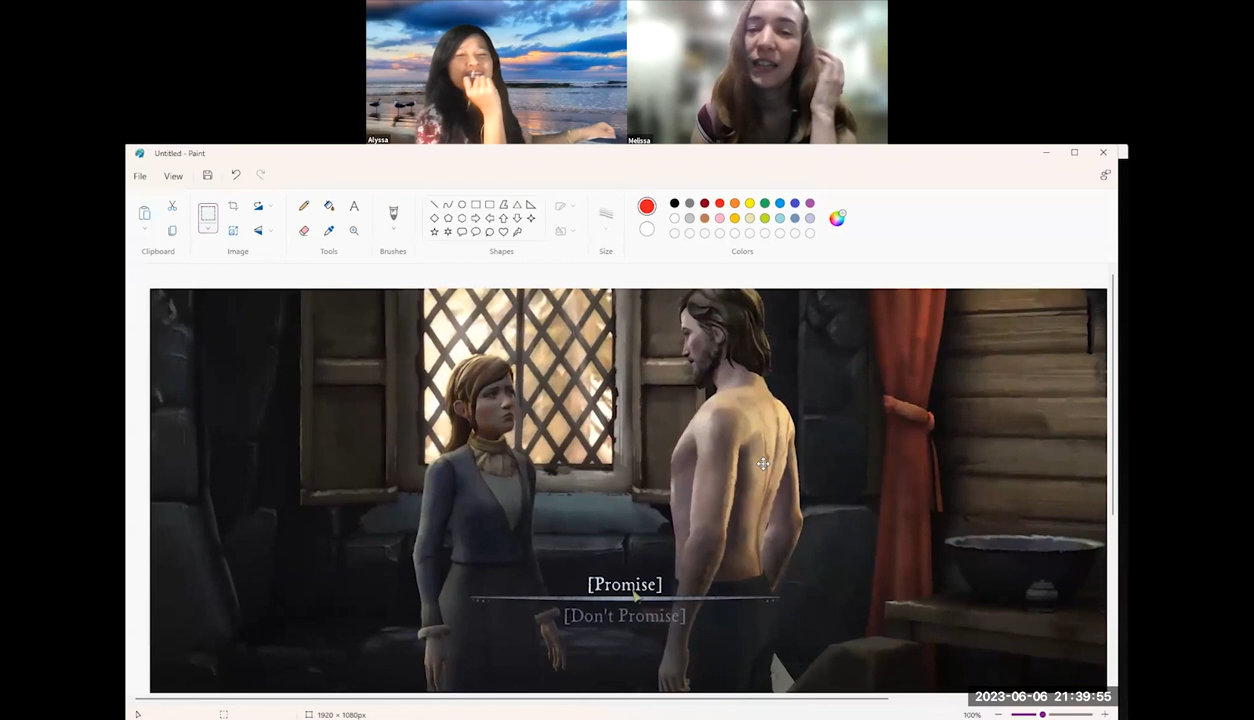 Alyssa
Melissa
Untitled - Paint
File
View
Clipboard
Image
Tools
Brushes
Shapes
Size
Colors
[Promise]
[Don't Promise]
2023-06-06 21:39:55
1920 × 1080px
100%